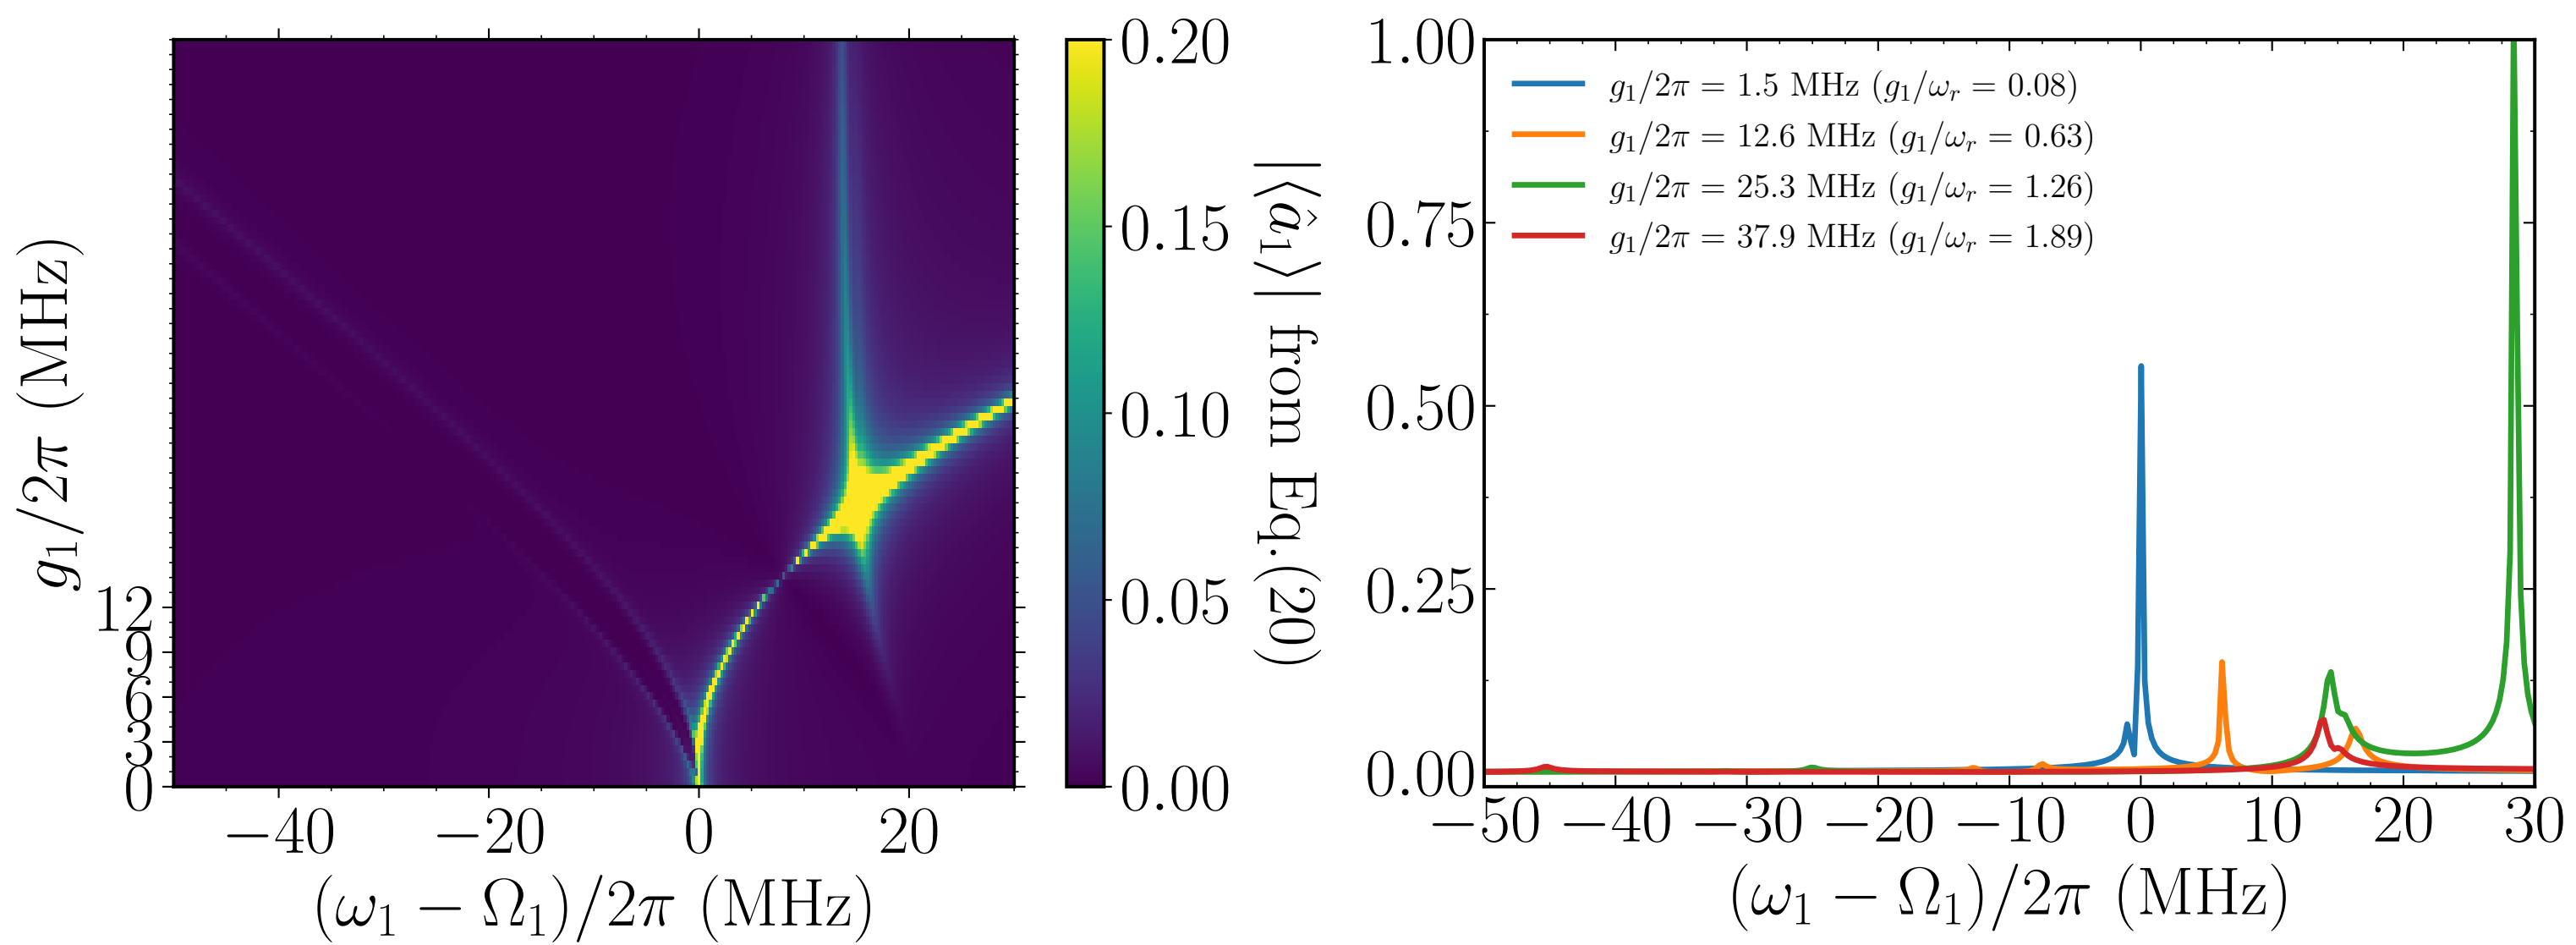 g₁/2π (MHz)
12
9
6
3
0
−40 −20 0 20
(ω₁ − Ω₁)/2π (MHz)
0.20
0.15
0.10
0.05
0.00
|⟨â₁⟩| from Eq.(20)
1.00
0.75
0.50
0.25
0.00
g₁/2π = 1.5 MHz (g₁/ωᵣ = 0.08)
g₁/2π = 12.6 MHz (g₁/ωᵣ = 0.63)
g₁/2π = 25.3 MHz (g₁/ωᵣ = 1.26)
g₁/2π = 37.9 MHz (g₁/ωᵣ = 1.89)
−50 −40 −30 −20 −10 0 10 20 30
(ω₁ − Ω₁)/2π (MHz)